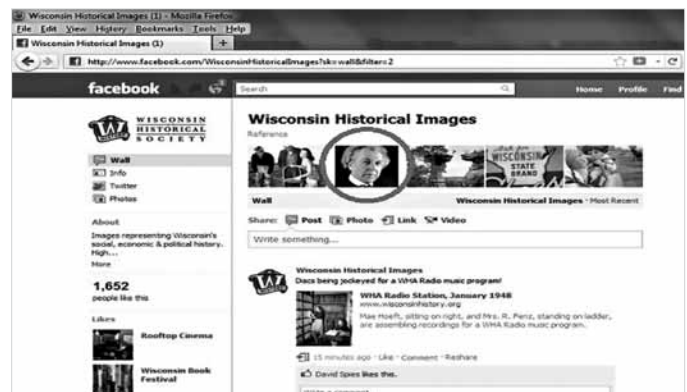 Wisconsin Historical Images (1) - Mozilla Firefox
File Edit View History Bookmarks Tools Help
Wisconsin Historical Images (1) +
http://www.facebook.com/WisconsinHistoricalImages?sk=wall&filter=2
facebook
Search
Home Profile Find
WISCONSIN
HISTORICAL
SOCIETY
Wall
Info
Twitter
Photos
About
Images representing Wisconsin's
social, economic & political history.
High...
More
1,652
people like this
Likes
Rooftop Cinema
Wisconsin Book
Festival
Wisconsin Historical Images
Reference
WISCONSIN
STATE
BRAND
Wall
Wisconsin Historical Images · Most Recent
Share: Post Photo Link Video
Write something...
Wisconsin Historical Images
Discs being jockeyed for a WHA Radio music program!
WHA Radio Station, January 1948
www.wisconsinhistory.org
Mae Hoeft, sitting on right, and Mrs. R. Penz, standing on ladder,
are assembling recordings for a WHA Radio music program.
15 minutes ago · Like · Comment · Reshare
David Spies likes this.
Write a comment...